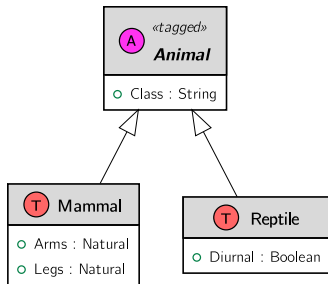 «tagged»
A
Animal
Class : String
T Mammal
Arms : Natural
Legs : Natural
T Reptile
Diurnal : Boolean